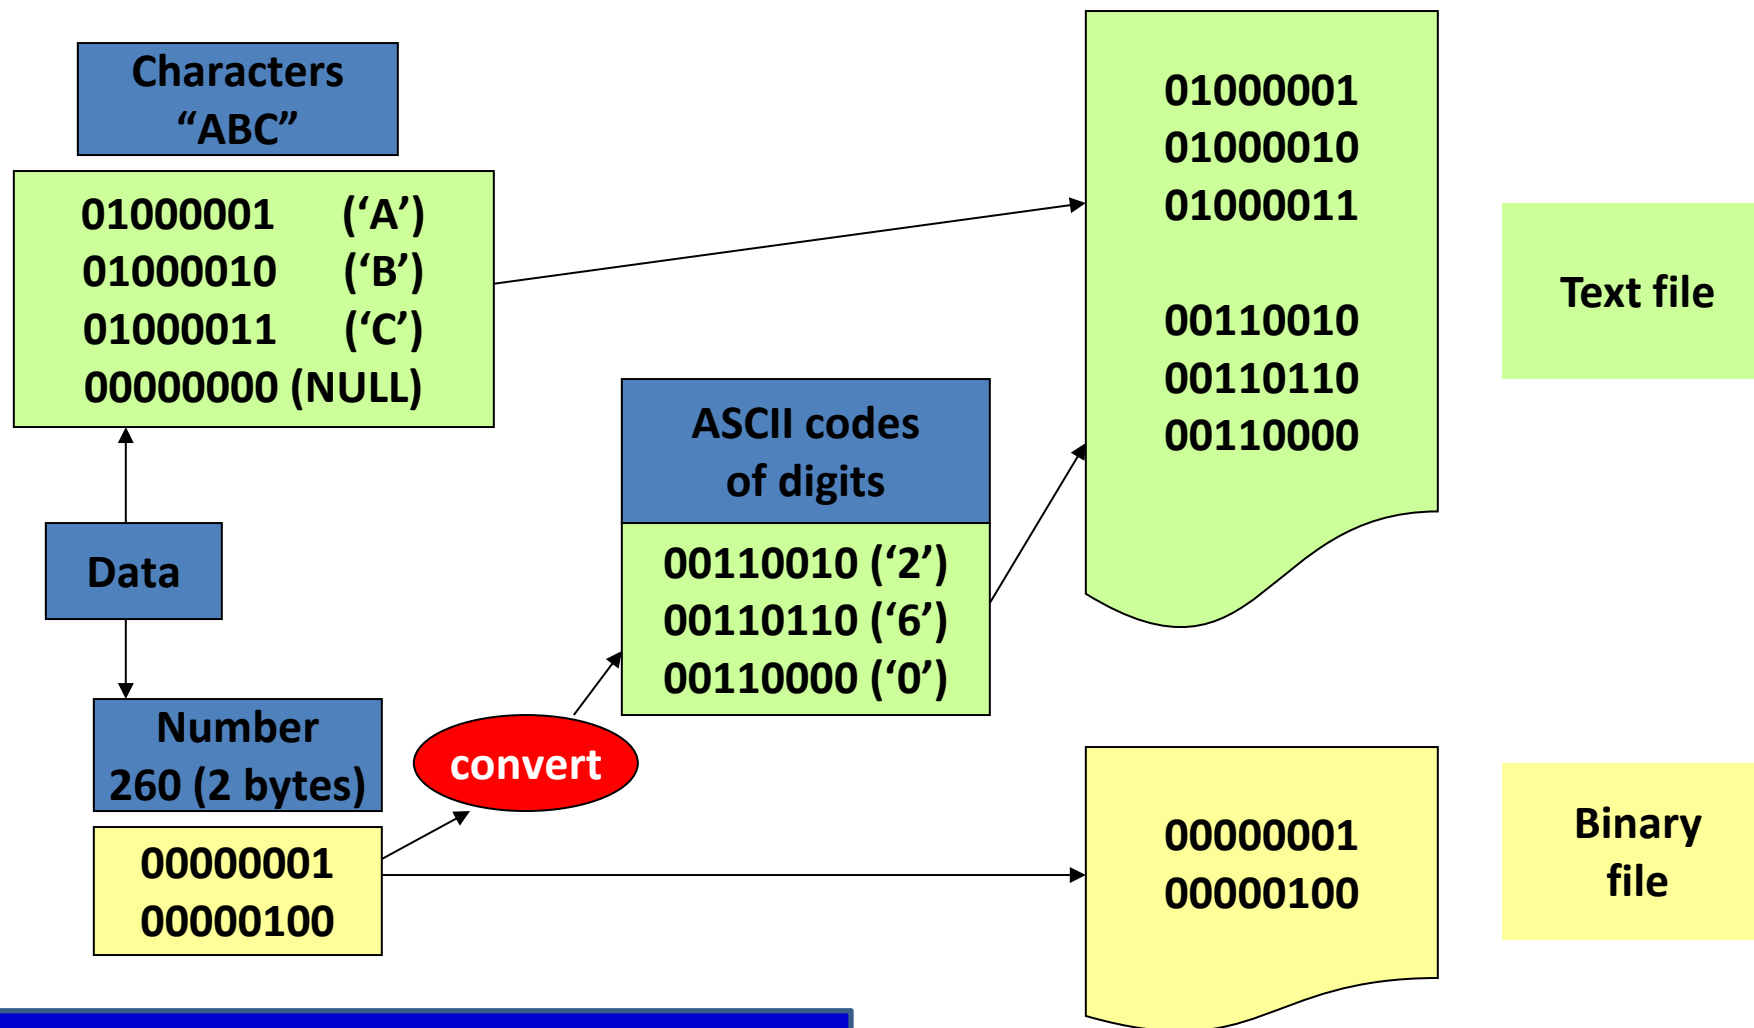 Characters
“ABC”
01000001 (‘A’)
01000010 (‘B’)
01000011 (‘C’)
00000000 (NULL)
Data
Number
260 (2 bytes)
00000001
00000100
convert
ASCII codes
of digits
00110010 (‘2’)
00110110 (‘6’)
00110000 (‘0’)
01000001
01000010
01000011
00110010
00110110
00110000
Text file
00000001
00000100
Binary
file